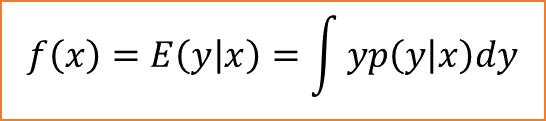 f(x) = E(y|x) = ∫ yp(y|x)dy